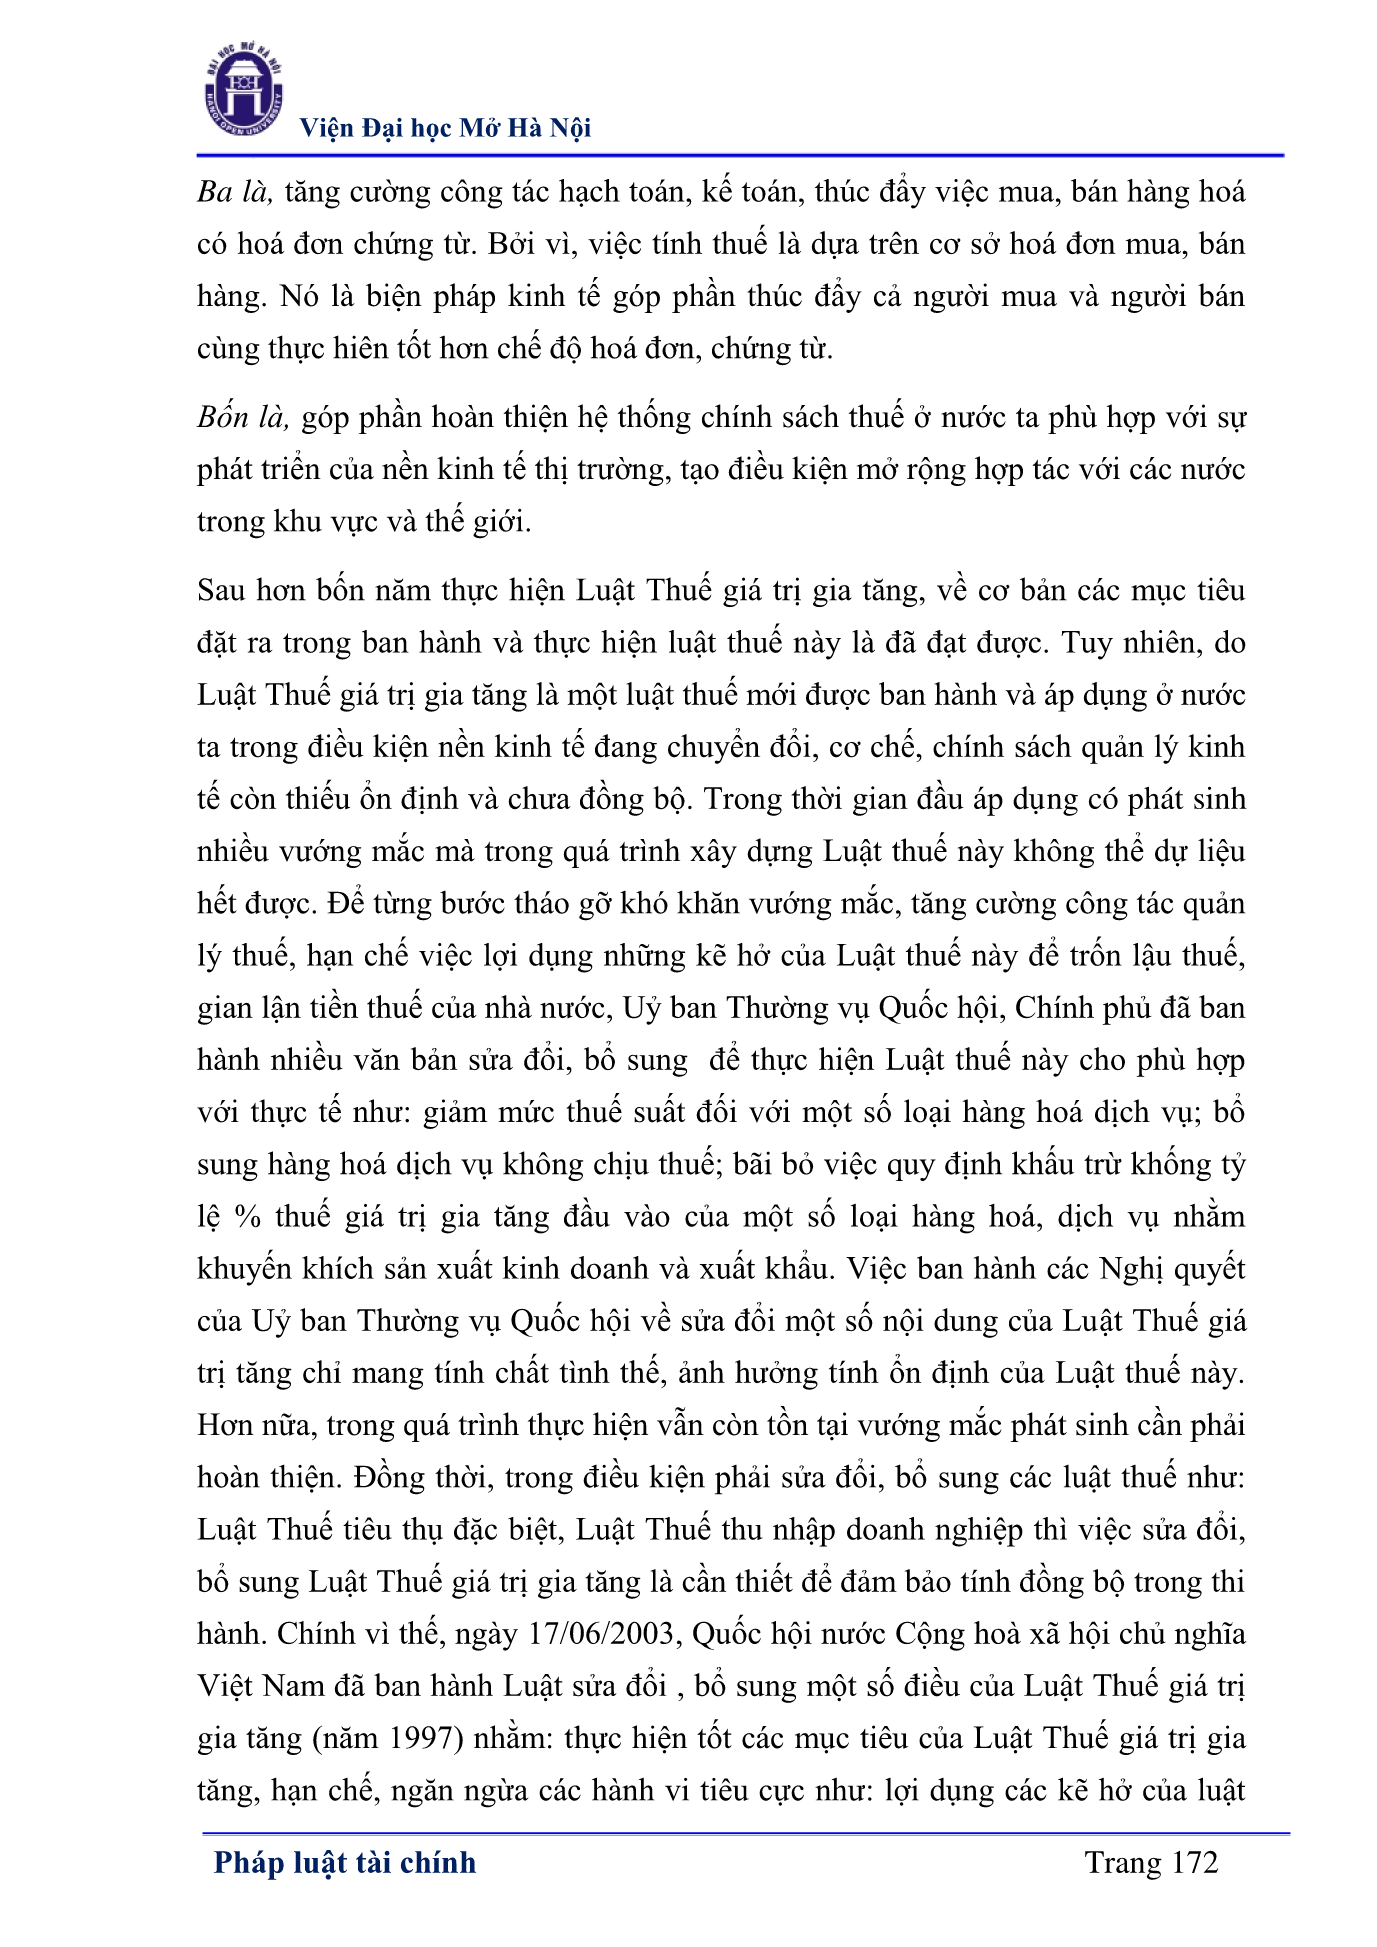 ĐẠI HỌC MỞ HÀ NỘI
HANOI OPEN UNIVERSITY
Viện Đại học Mở Hà Nội
Ba là, tăng cường công tác hạch toán, kế toán, thúc đẩy việc mua, bán hàng hoá
có hoá đơn chứng từ. Bởi vì, việc tính thuế là dựa trên cơ sở hoá đơn mua, bán
hàng. Nó là biện pháp kinh tế góp phần thúc đẩy cả người mua và người bán
cùng thực hiên tốt hơn chế độ hoá đơn, chứng từ.
Bốn là, góp phần hoàn thiện hệ thống chính sách thuế ở nước ta phù hợp với sự
phát triển của nền kinh tế thị trường, tạo điều kiện mở rộng hợp tác với các nước
trong khu vực và thế giới.
Sau hơn bốn năm thực hiện Luật Thuế giá trị gia tăng, về cơ bản các mục tiêu
đặt ra trong ban hành và thực hiện luật thuế này là đã đạt được. Tuy nhiên, do
Luật Thuế giá trị gia tăng là một luật thuế mới được ban hành và áp dụng ở nước
ta trong điều kiện nền kinh tế đang chuyển đổi, cơ chế, chính sách quản lý kinh
tế còn thiếu ổn định và chưa đồng bộ. Trong thời gian đầu áp dụng có phát sinh
nhiều vướng mắc mà trong quá trình xây dựng Luật thuế này không thể dự liệu
hết được. Để từng bước tháo gỡ khó khăn vướng mắc, tăng cường công tác quản
lý thuế, hạn chế việc lợi dụng những kẽ hở của Luật thuế này để trốn lậu thuế,
gian lận tiền thuế của nhà nước, Uỷ ban Thường vụ Quốc hội, Chính phủ đã ban
hành nhiều văn bản sửa đổi, bổ sung  để thực hiện Luật thuế này cho phù hợp
với thực tế như: giảm mức thuế suất đối với một số loại hàng hoá dịch vụ; bổ
sung hàng hoá dịch vụ không chịu thuế; bãi bỏ việc quy định khấu trừ khống tỷ
lệ % thuế giá trị gia tăng đầu vào của một số loại hàng hoá, dịch vụ nhằm
khuyến khích sản xuất kinh doanh và xuất khẩu. Việc ban hành các Nghị quyết
của Uỷ ban Thường vụ Quốc hội về sửa đổi một số nội dung của Luật Thuế giá
trị tăng chỉ mang tính chất tình thế, ảnh hưởng tính ổn định của Luật thuế này.
Hơn nữa, trong quá trình thực hiện vẫn còn tồn tại vướng mắc phát sinh cần phải
hoàn thiện. Đồng thời, trong điều kiện phải sửa đổi, bổ sung các luật thuế như:
Luật Thuế tiêu thụ đặc biệt, Luật Thuế thu nhập doanh nghiệp thì việc sửa đổi,
bổ sung Luật Thuế giá trị gia tăng là cần thiết để đảm bảo tính đồng bộ trong thi
hành. Chính vì thế, ngày 17/06/2003, Quốc hội nước Cộng hoà xã hội chủ nghĩa
Việt Nam đã ban hành Luật sửa đổi , bổ sung một số điều của Luật Thuế giá trị
gia tăng (năm 1997) nhằm: thực hiện tốt các mục tiêu của Luật Thuế giá trị gia
tăng, hạn chế, ngăn ngừa các hành vi tiêu cực như: lợi dụng các kẽ hở của luật
Pháp luật tài chính Trang 172